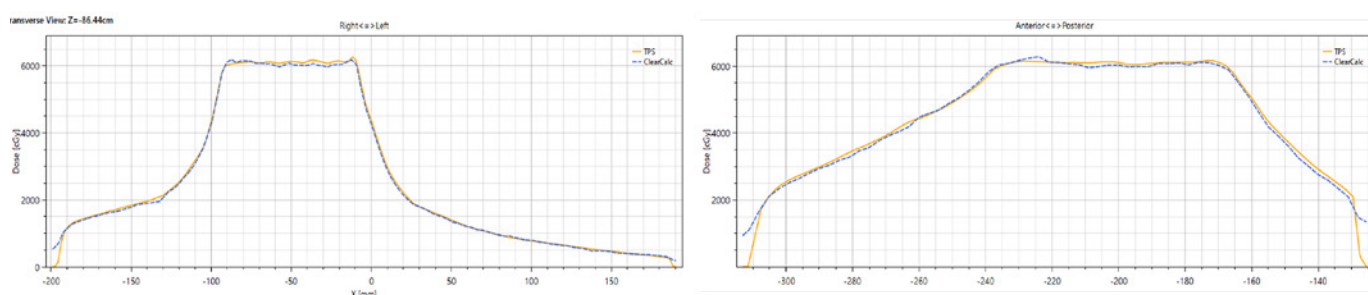 ransverse View: Z=-86.44cm
Right<=>Left
TPS
ClearCalc
Dose [cGy]
6000
4000
2000
0
-200
-150
-100
-50
0
50
100
150
X [mm]
Anterior<=>Posterior
TPS
ClearCalc
Dose [cGy]
6000
4000
2000
0
-300
-280
-260
-240
-220
-200
-180
-160
-140